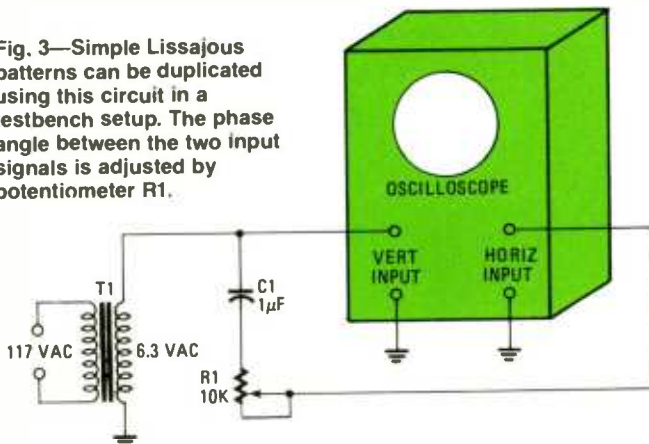 Fig. 3—Simple Lissajous
patterns can be duplicated
using this circuit in a
testbench setup. The phase
angle between the two input
signals is adjusted by
potentiometer R1.
OSCILLOSCOPE
VERT
INPUT
HORIZ
INPUT
T1
117 VAC
6.3 VAC
C1
1µF
R1
10K